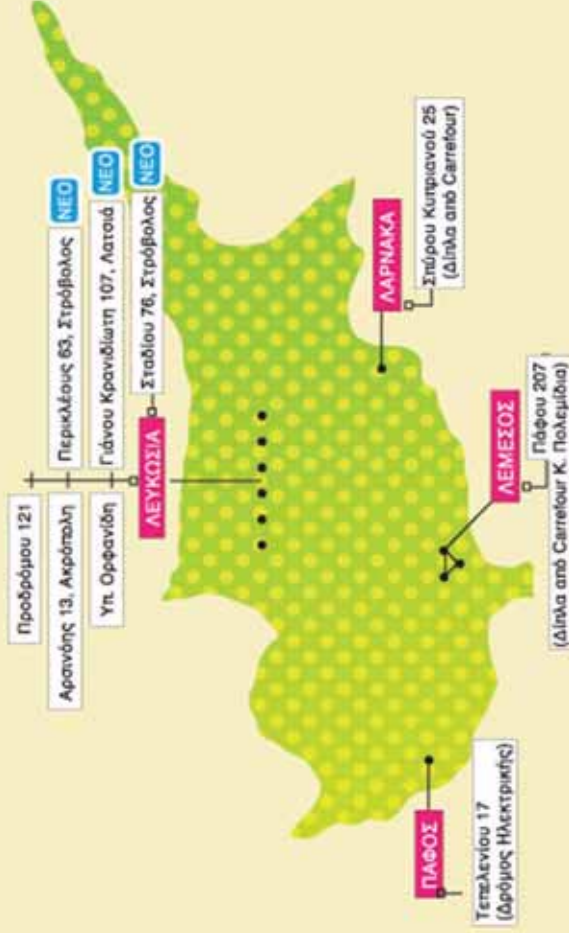 Προδρόμου 121
Αρσινόης 13, Ακρόπολη
Περικλέους 63, Στρόβολος ΝΕΟ
Υπ. Ορφανίδη
Γιάνου Κρανιδιώτη 107, Λατσιά ΝΕΟ
ΛΕΥΚΩΣΙΑ
Σταδίου 76, Στρόβολος ΝΕΟ
ΛΑΡΝΑΚΑ
Σπύρου Κυπριανού 25
(Δίπλα από Carrefour)
ΛΕΜΕΣΟΣ
Πάφου 207
(Δίπλα από Carrefour Κ. Πολεμίδια)
ΠΑΦΟΣ
Τεπελενίου 17
(Δρόμος Ηλεκτρικής)